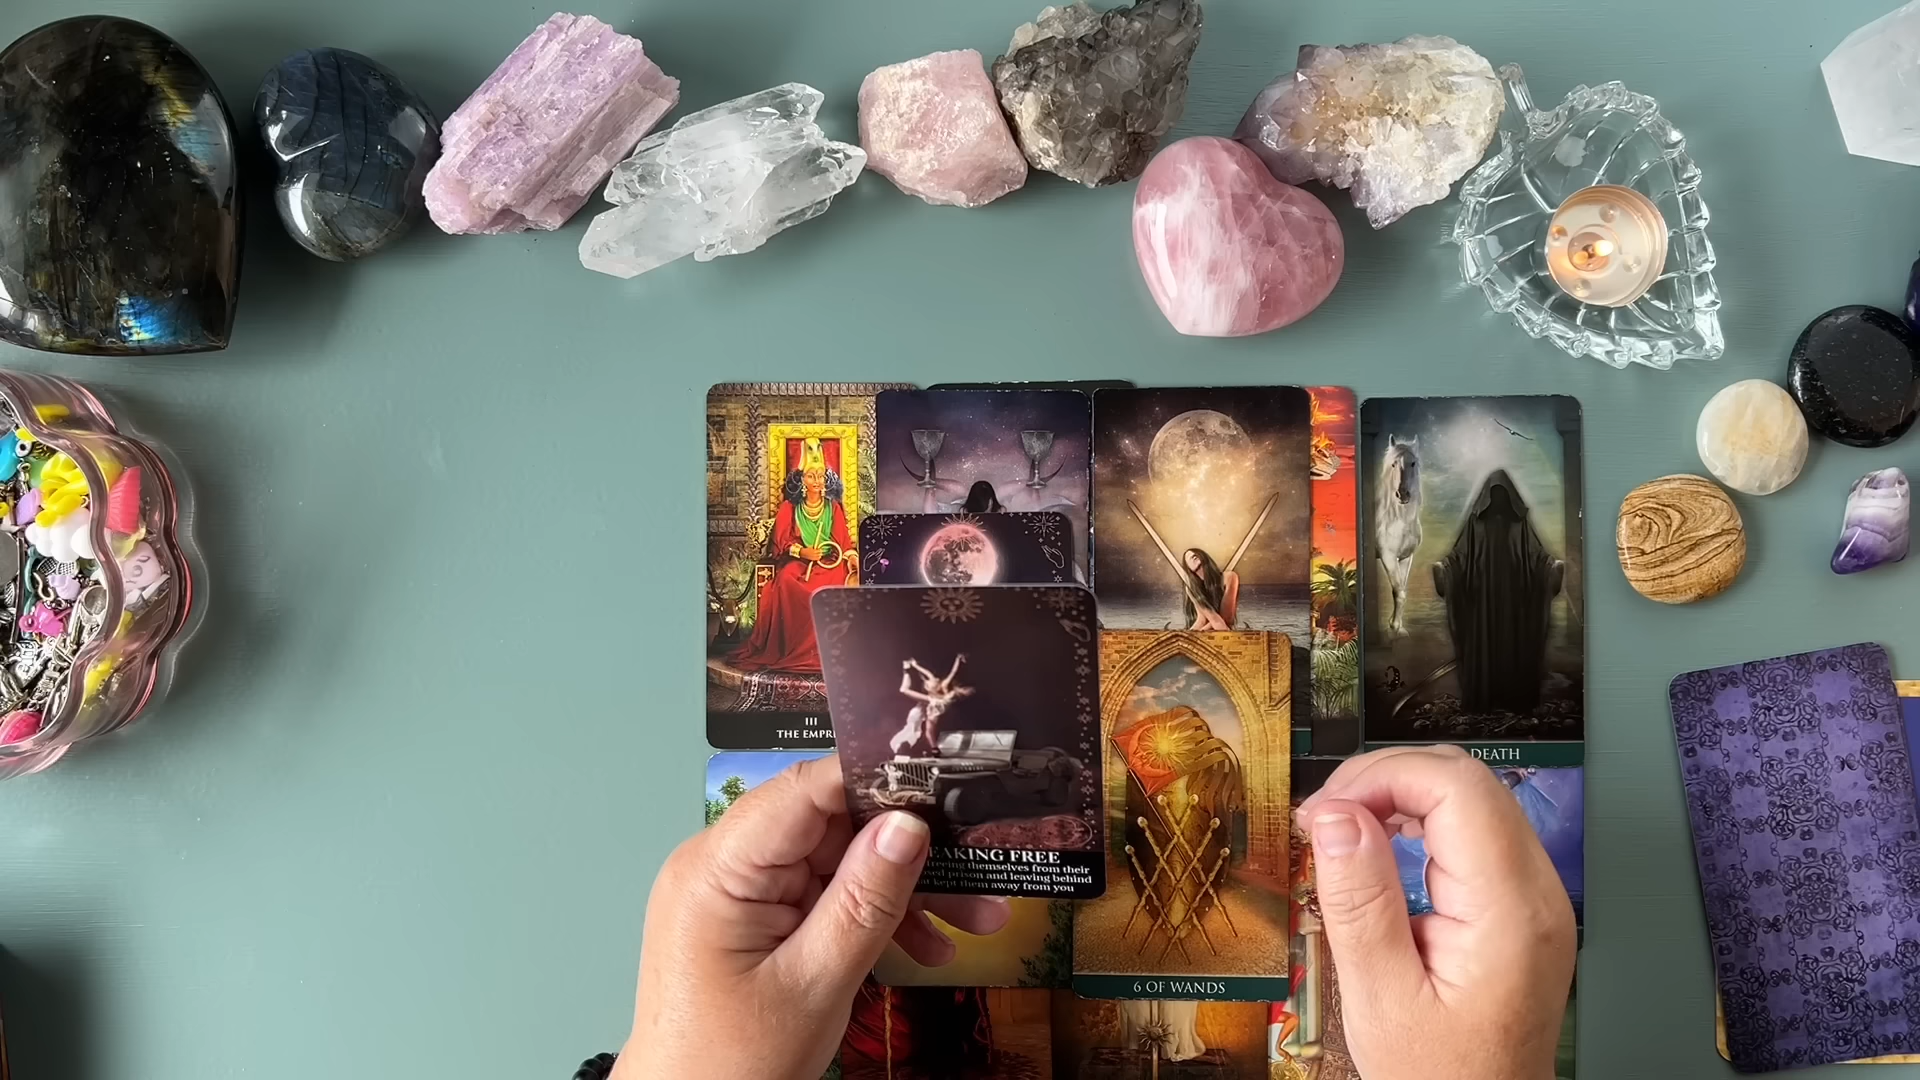 III
THE EMPR
DEATH
EAKING FREE
freeing themselves from their
prison and leaving behind
kept them away from you
6 OF WANDS